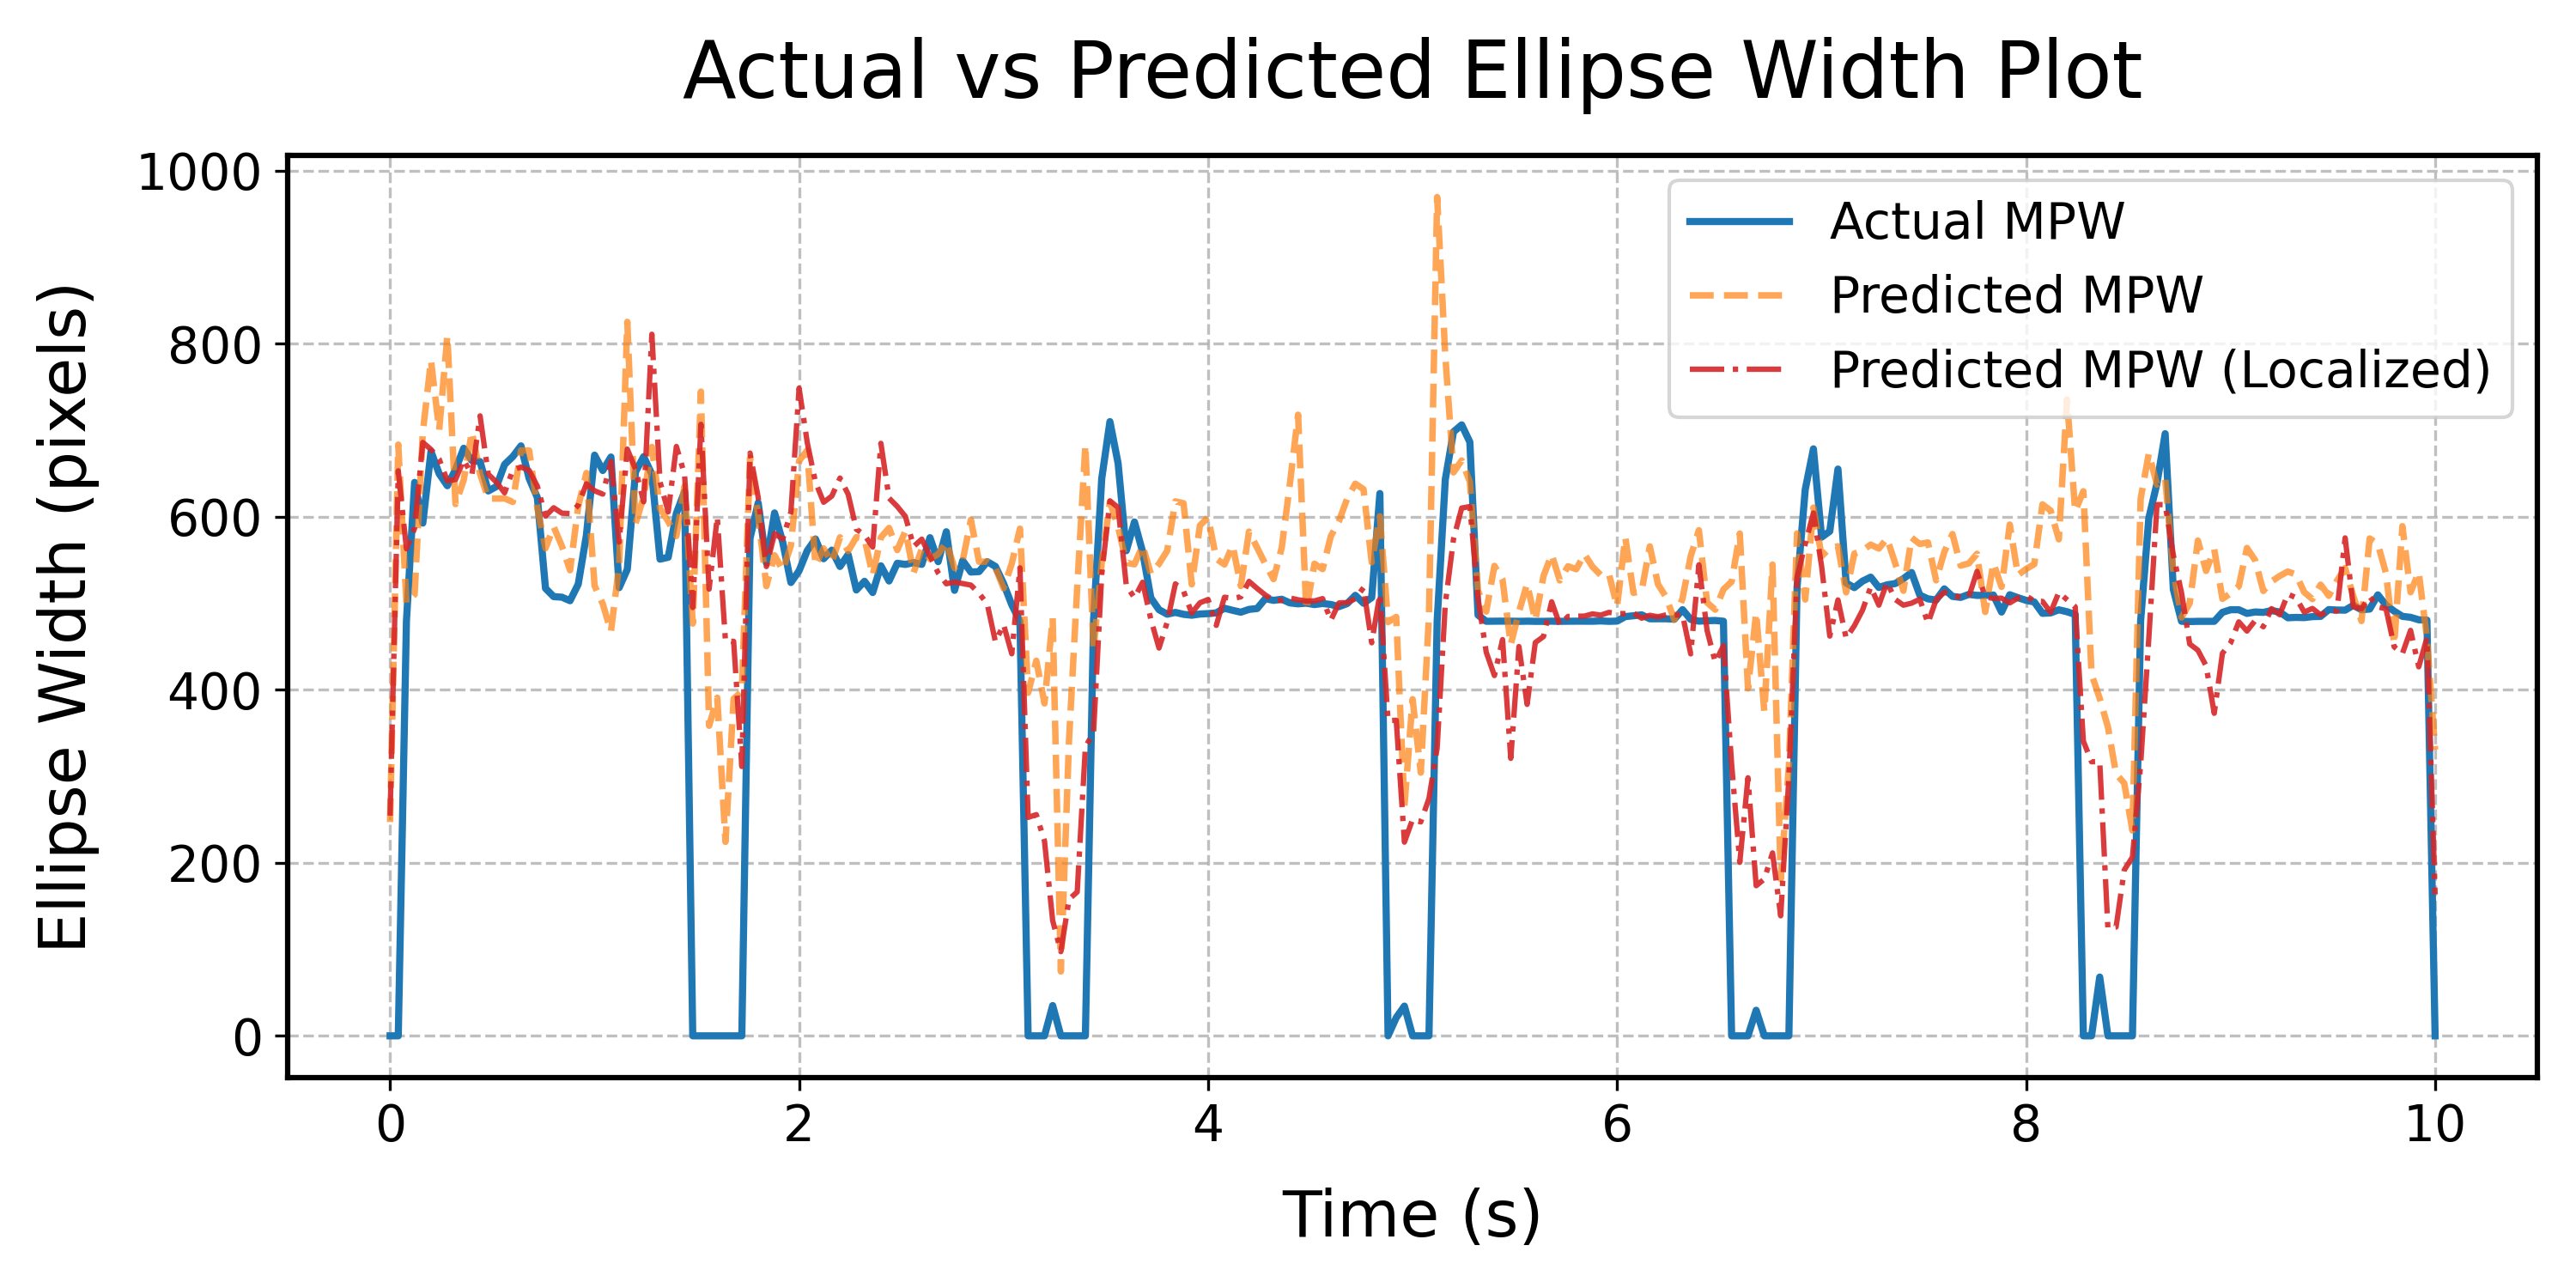 Actual vs Predicted Ellipse Width Plot
Ellipse Width (pixels)
1000
800
600
400
200
0
Actual MPW
Predicted MPW
Predicted MPW (Localized)
0 2 4 6 8 10
Time (s)